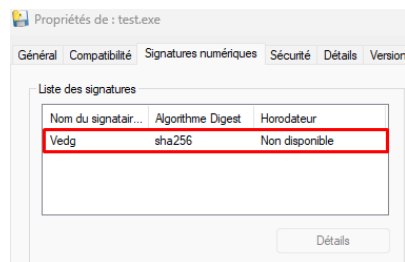 Propriétés de : test.exe
Général Compatibilité Signatures numériques Sécurité Détails Version
Liste des signatures
Nom du signatair... Algorithme Digest Horodateur
Vedg sha256 Non disponible
Détails